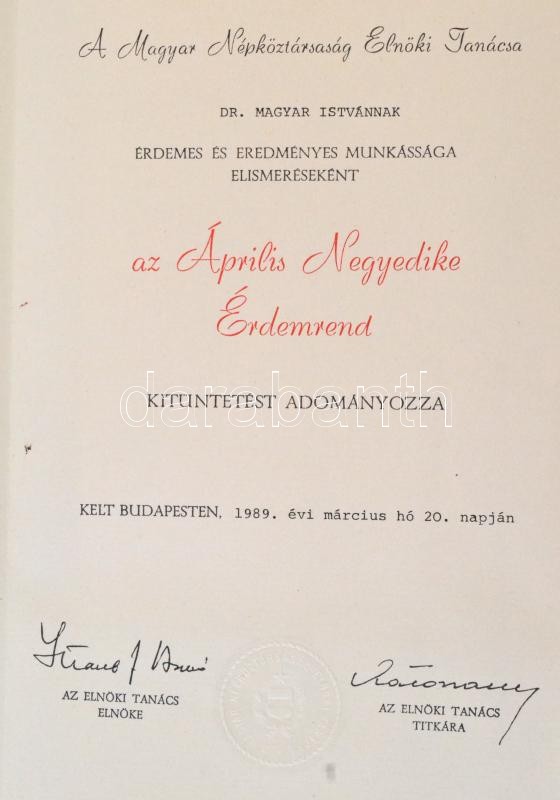 A Magyar Népköztársaság Elnöki Tanácsa
DR. MAGYAR ISTVÁNNAK
ÉRDEMES ÉS EREDMÉNYES MUNKÁSSÁGA
ELISMERÉSEKÉNT
az Április Negyedike
Érdemrend
darabanth
KITÜNTETÉST ADOMÁNYOZZA
KELT BUDAPESTEN, 1989. évi március hó 20. napján
AZ ELNÖKI TANÁCS
ELNÖKE
AZ ELNÖKI TANÁCS
TITKÁRA